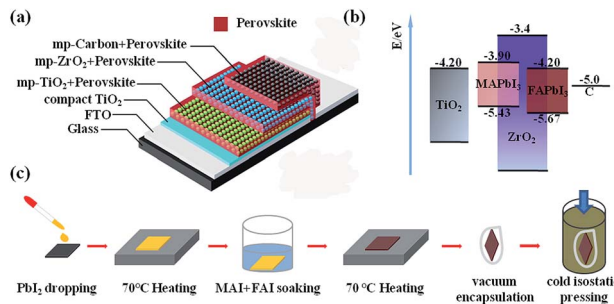 (a)
Perovskite
mp-Carbon+Perovskite
mp-ZrO2+Perovskite
mp-TiO2+Perovskite
compact TiO2
FTO
Glass
(b)
E/eV
-3.4
-4.20
-3.90
-4.20
-5.0
C
TiO2
MAPbI3
FAPbI3
-5.43
-5.67
ZrO2
(c)
PbI2 dropping
70°C Heating
MAI+FAI soaking
70 °C Heating
vacuum
encapsulation
cold isostati
pressing